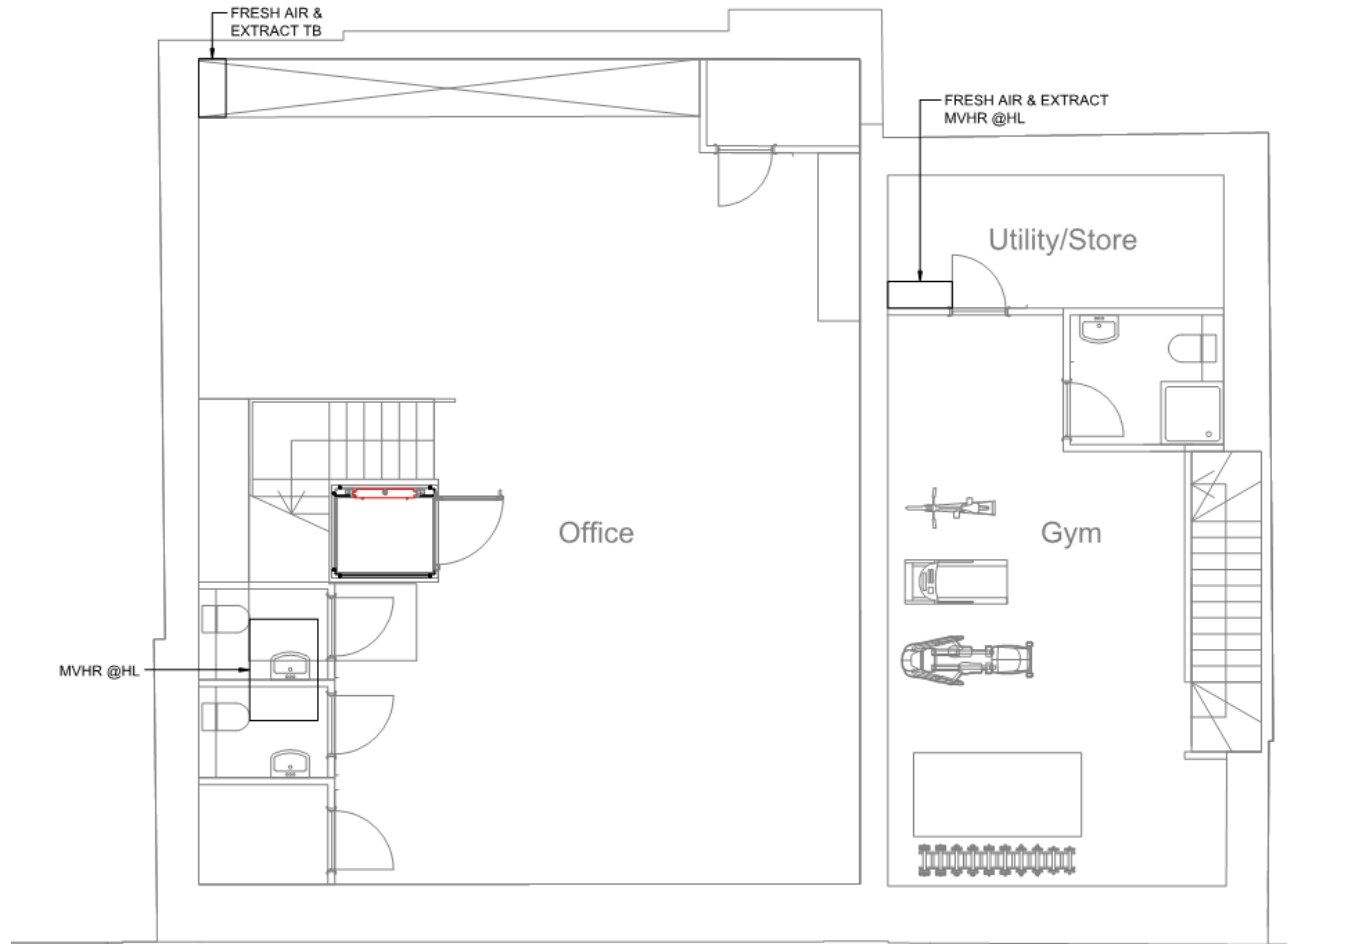 FRESH AIR &
EXTRACT TB
FRESH AIR & EXTRACT
MVHR @HL
Utility/Store
Office
Gym
MVHR @HL